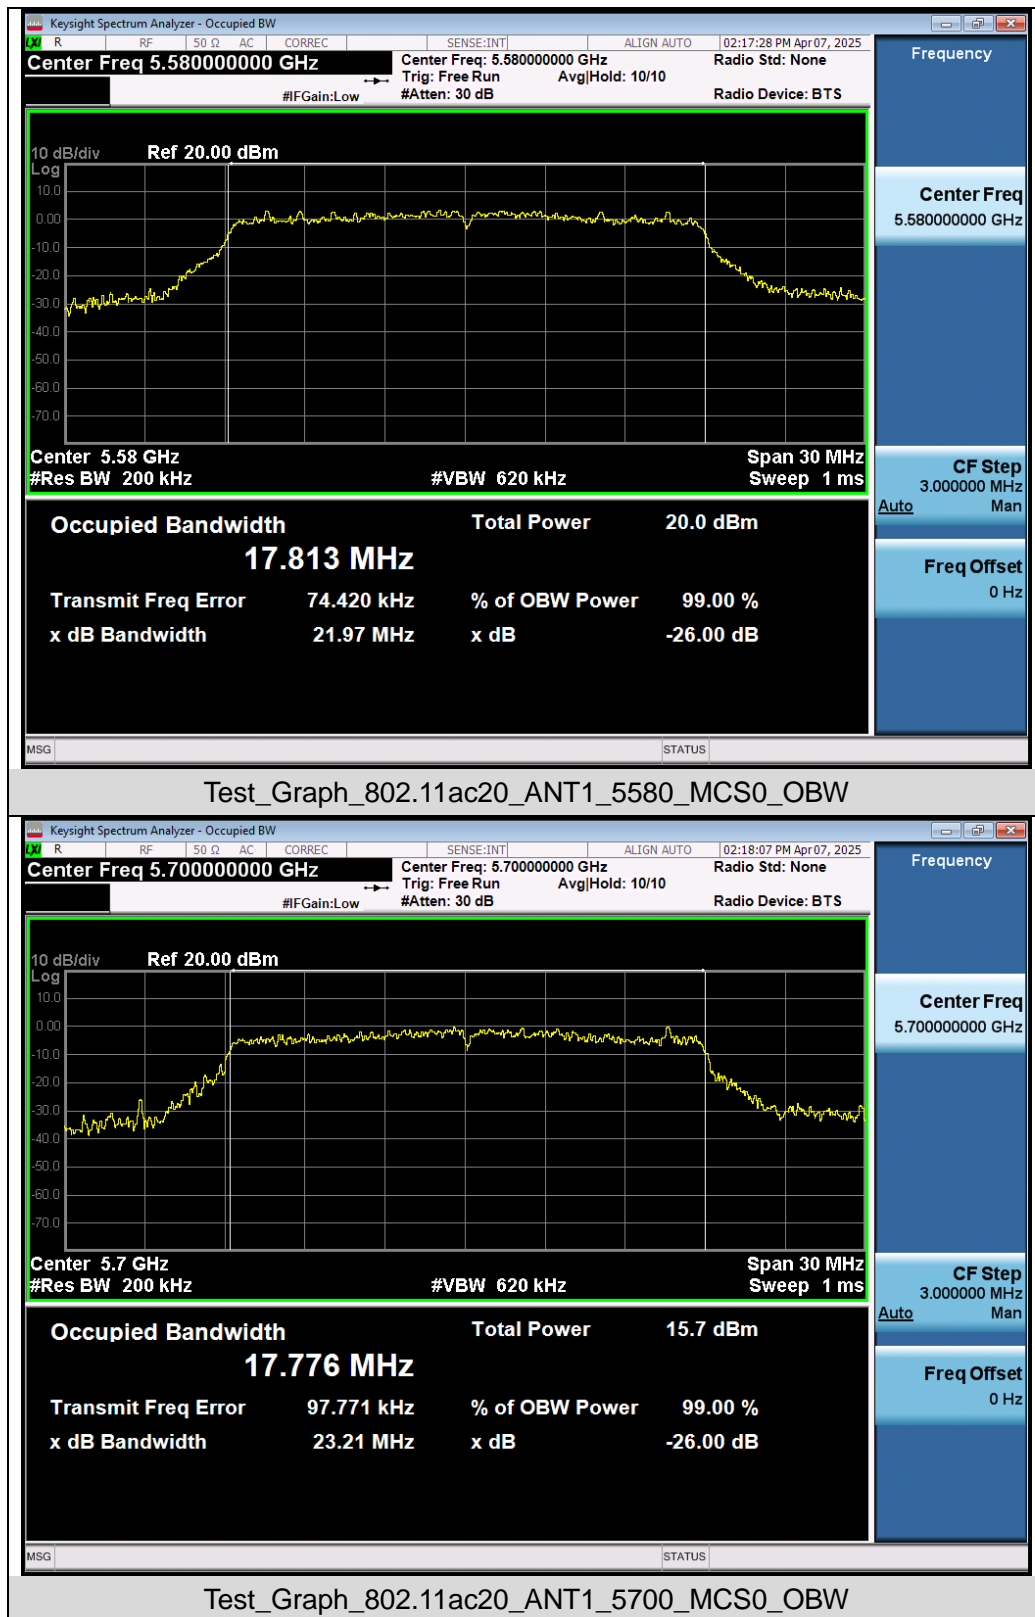 Keysight Spectrum Analyzer - Occupied BW
LXI R RF 50 Ω AC CORREC SENSE:INT ALIGN AUTO 02:17:28 PM Apr 07, 2025
Center Freq 5.580000000 GHz
Center Freq: 5.580000000 GHz
Radio Std: None
Trig: Free Run Avg|Hold: 10/10
#IFGain:Low
#Atten: 30 dB
Radio Device: BTS
Frequency
10 dB/div Ref 20.00 dBm
Log
10.0
0.00
-10.0
-20.0
-30.0
-40.0
-50.0
-60.0
-70.0
Center Freq
5.580000000 GHz
Center 5.58 GHz Span 30 MHz
#Res BW 200 kHz #VBW 620 kHz Sweep 1 ms
CF Step
3.000000 MHz
Auto Man
Freq Offset
0 Hz
Occupied Bandwidth Total Power 20.0 dBm
17.813 MHz
Transmit Freq Error 74.420 kHz % of OBW Power 99.00 %
x dB Bandwidth 21.97 MHz x dB -26.00 dB
MSG STATUS
Test_Graph_802.11ac20_ANT1_5580_MCS0_OBW
Keysight Spectrum Analyzer - Occupied BW
LXI R RF 50 Ω AC CORREC SENSE:INT ALIGN AUTO 02:18:07 PM Apr 07, 2025
Center Freq 5.700000000 GHz
Center Freq: 5.700000000 GHz
Radio Std: None
Trig: Free Run Avg|Hold: 10/10
#IFGain:Low
#Atten: 30 dB
Radio Device: BTS
Frequency
10 dB/div Ref 20.00 dBm
Log
10.0
0.00
-10.0
-20.0
-30.0
-40.0
-50.0
-60.0
-70.0
Center Freq
5.700000000 GHz
Center 5.7 GHz Span 30 MHz
#Res BW 200 kHz #VBW 620 kHz Sweep 1 ms
CF Step
3.000000 MHz
Auto Man
Freq Offset
0 Hz
Occupied Bandwidth Total Power 15.7 dBm
17.776 MHz
Transmit Freq Error 97.771 kHz % of OBW Power 99.00 %
x dB Bandwidth 23.21 MHz x dB -26.00 dB
MSG STATUS
Test_Graph_802.11ac20_ANT1_5700_MCS0_OBW